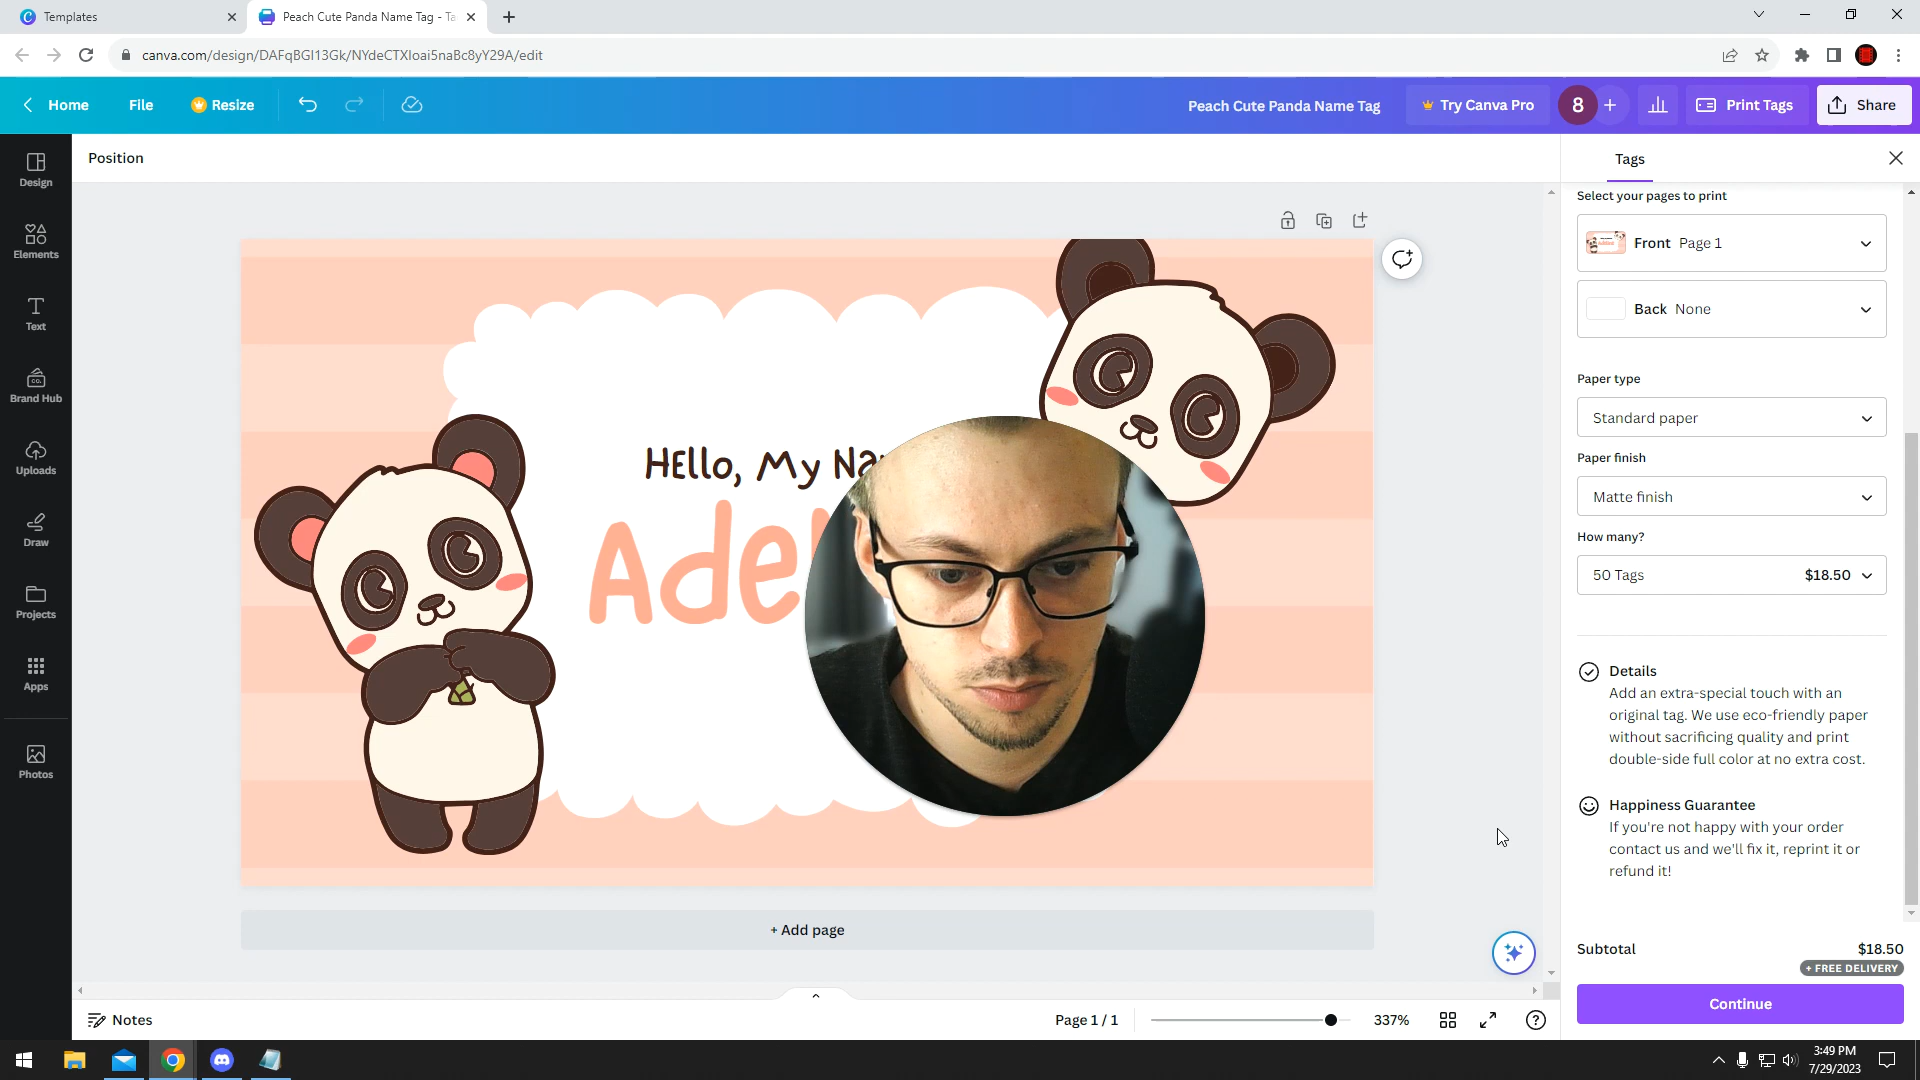 Templates
Peach Cute Panda Name Tag - Ta
canva.com/design/DAFqBGI13Gk/NYdeCTXIoai5naBc8yY29A/edit
Home
File
Resize
Peach Cute Panda Name Tag
Try Canva Pro
8
Print Tags
Share
Design
Elements
Text
CO.
Brand Hub
Uploads
Draw
Projects
Apps
Photos
Position
Hello, My Na
Ade
+ Add page
Notes
Page 1 / 1
337%
Tags
Select your pages to print
Front Page 1
Back None
Paper type
Standard paper
Paper finish
Matte finish
How many?
50 Tags $18.50
Details
Add an extra-special touch with an
original tag. We use eco-friendly paper
without sacrificing quality and print
double-side full color at no extra cost.
Happiness Guarantee
If you're not happy with your order
contact us and we'll fix it, reprint it or
refund it!
Subtotal $18.50
+ FREE DELIVERY
Continue
3:49 PM
7/29/2023